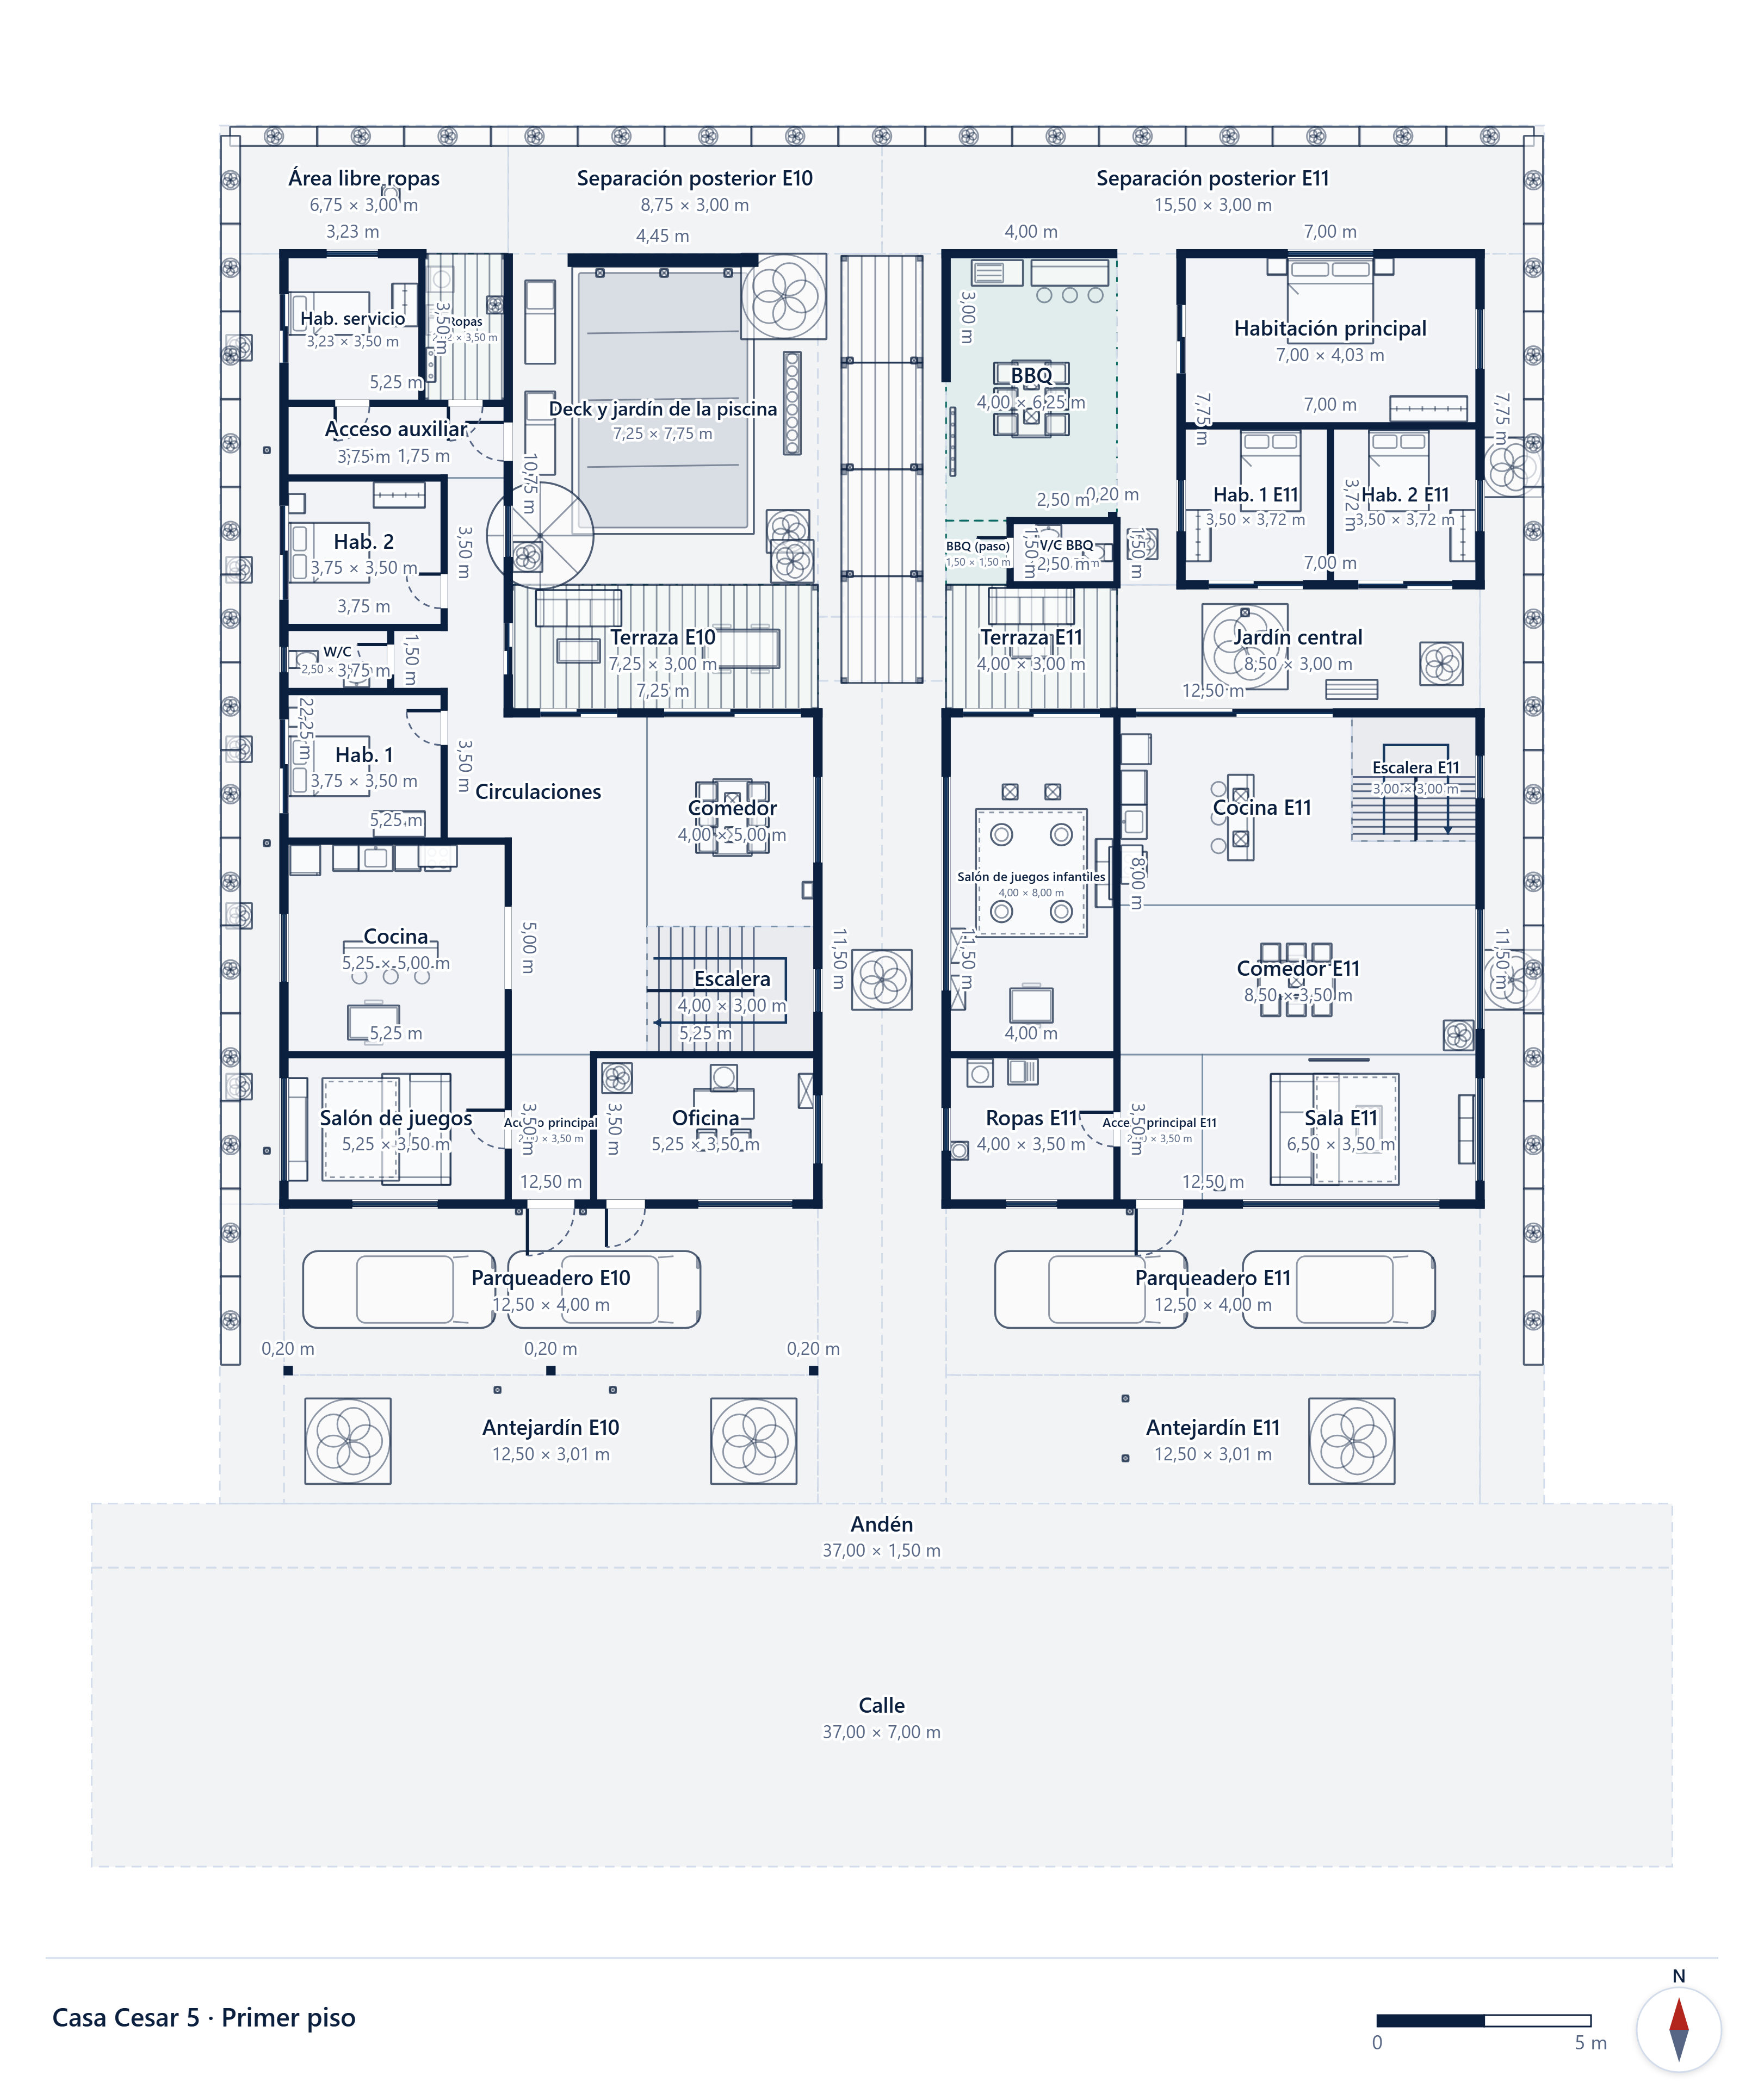 Área libre ropas
6,75 × 3,00 m
3,23 m
Separación posterior E10
8,75 × 3,00 m
4,45 m
Separación posterior E11
15,50 × 3,00 m
4,00 m
7,00 m
Hab. servicio
3,23 × 3,50 m
5,25 m
3,50 m
Ropas
× 3,50 m
Deck y jardín de la piscina
7,25 × 7,75 m
10,75 m
3,00 m
BBQ
4,00 × 6,25 m
2,50 m
0,20 m
Habitación principal
7,00 × 4,03 m
7,00 m
7,75 m
7,75 m
Acceso auxiliar
3,75 m
1,75 m
Hab. 2
3,75 × 3,50 m
3,75 m
3,50 m
BBQ (paso)
1,50 × 1,50 m
1,50 m
V/C BBQ
2,50 m
1,50 m
Hab. 1 E11
3,50 × 3,72 m
3,72 m
Hab. 2 E11
3,50 × 3,72 m
7,00 m
W/C
2,50 ×
3,75 m
1,50 m
Terraza E10
7,25 × 3,00 m
7,25 m
Terraza E11
4,00 × 3,00 m
Jardín central
8,50 × 3,00 m
12,50 m
22,25 m
Hab. 1
3,75 × 3,50 m
5,25 m
3,50 m
Circulaciones
Comedor
4,00 × 5,00 m
Salón de juegos infantiles
4,00 × 8,00 m
8,00 m
Cocina E11
Escalera E11
3,00 × 3,00 m
Cocina
5,25 × 5,00 m
5,25 m
5,00 m
Escalera
4,00 × 3,00 m
5,25 m
11,50 m
11,50 m
4,00 m
Comedor E11
8,50 × 3,50 m
11,50 m
Salón de juegos
5,25 × 3,50 m
3,50 m
principal
× 3,50 m
12,50 m
3,50 m
Oficina
5,25 × 3,50 m
Ropas E11
4,00 × 3,50 m
3,50 m
principal E11
× 3,50 m
12,50 m
Sala E11
6,50 × 3,50 m
Parqueadero E10
12,50 × 4,00 m
Parqueadero E11
12,50 × 4,00 m
0,20 m
0,20 m
0,20 m
Antejardín E10
12,50 × 3,01 m
Antejardín E11
12,50 × 3,01 m
Andén
37,00 × 1,50 m
Calle
37,00 × 7,00 m
Casa Cesar 5 · Primer piso
0
5 m
N